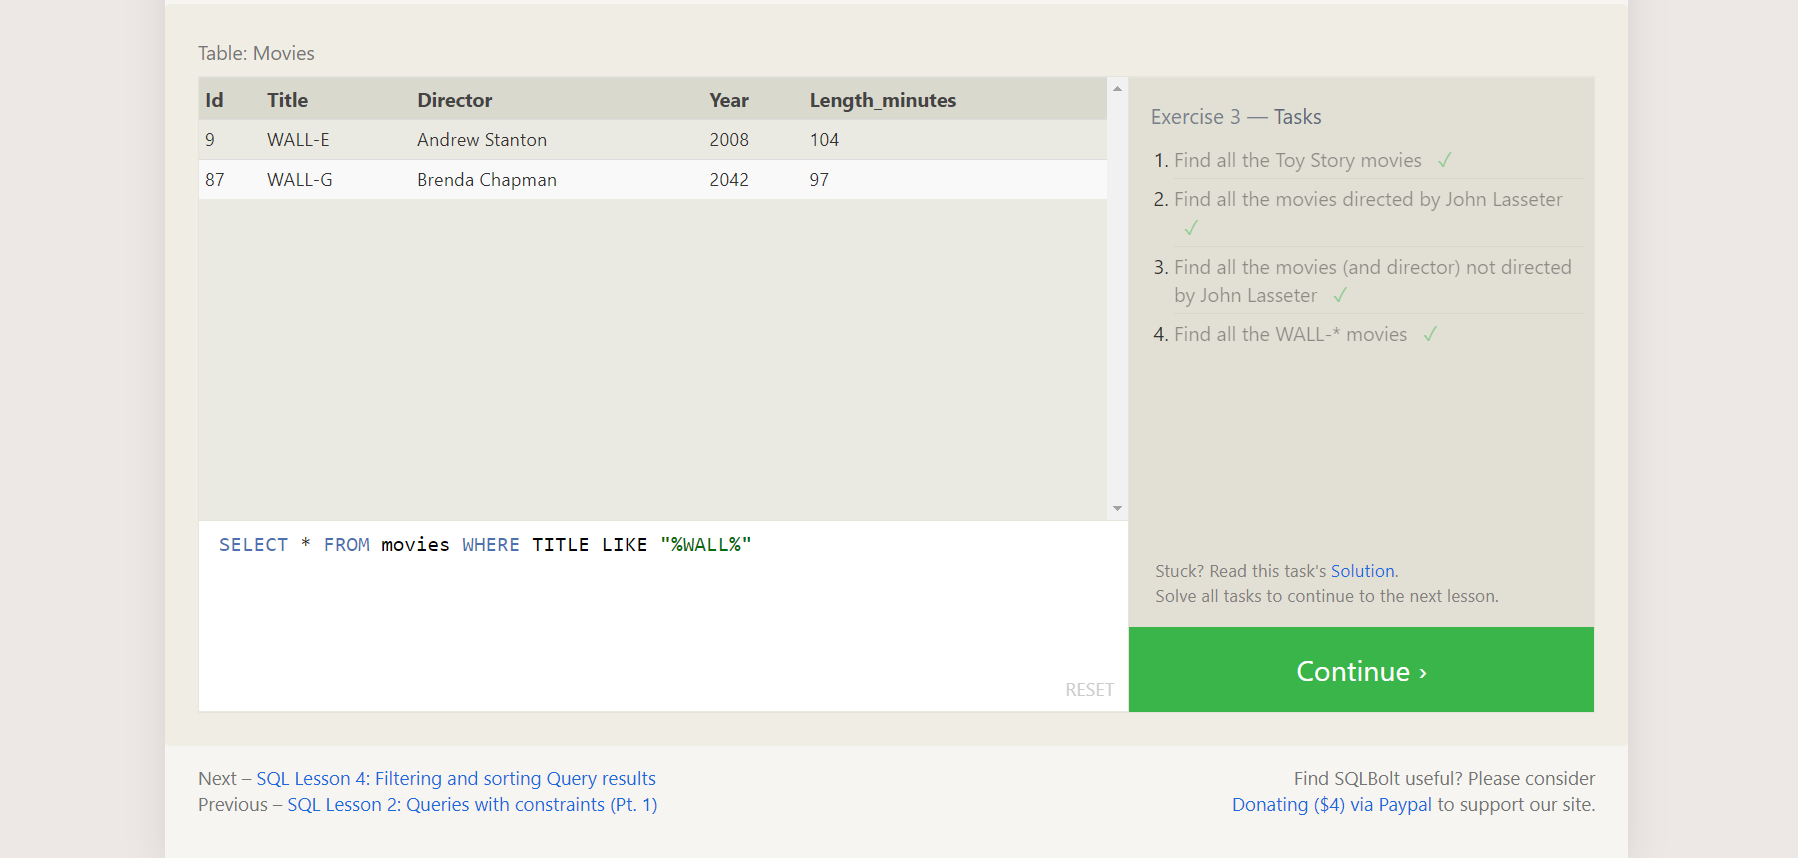 Table: Movies
Id Title Director Year Length_minutes
9 WALL-E Andrew Stanton 2008 104
87 WALL-G Brenda Chapman 2042 97
SELECT * FROM movies WHERE TITLE LIKE "%WALL%"
RESET
Exercise 3 — Tasks
1. Find all the Toy Story movies ✓
2. Find all the movies directed by John Lasseter
✓
3. Find all the movies (and director) not directed
by John Lasseter ✓
4. Find all the WALL-* movies ✓
Stuck? Read this task's Solution.
Solve all tasks to continue to the next lesson.
Continue ›
Next – SQL Lesson 4: Filtering and sorting Query results
Previous – SQL Lesson 2: Queries with constraints (Pt. 1)
Find SQLBolt useful? Please consider
Donating ($4) via Paypal to support our site.